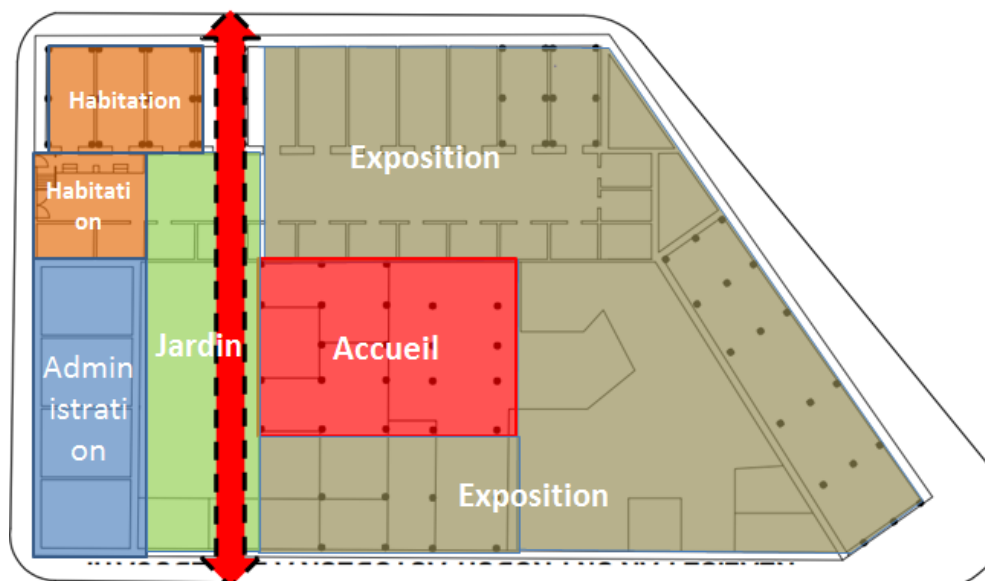 Habitation
Exposition
Habitati
on
Jardin
Accueil
Admin
istrati
on
Exposition